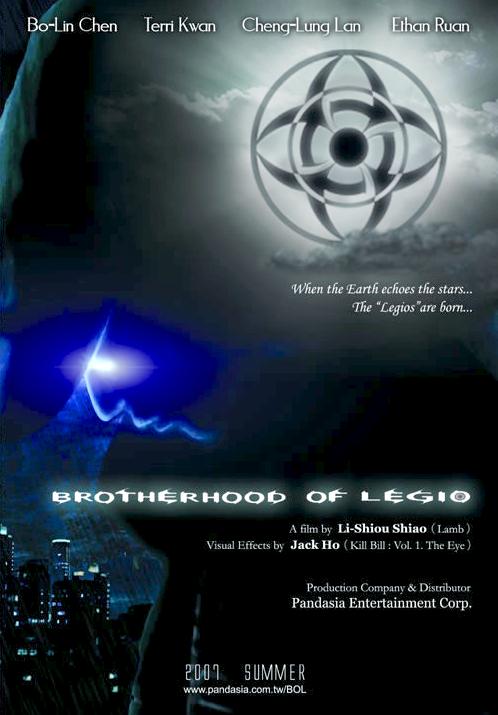 Bo-Lin Chen Terri Kwan Cheng-Lung Lan Ethan Ruan
When the Earth echoes the stars...
The "Legios" are born...
BROTHERHOOD OF LEGIO
A film by Li-Shiou Shiao (Lamb)
Visual Effects by Jack Ho (Kill Bill : Vol. 1. The Eye)
Production Company & Distributor
Pandasia Entertainment Corp.
2007 SUMMER
www.pandasia.com.tw/BOL